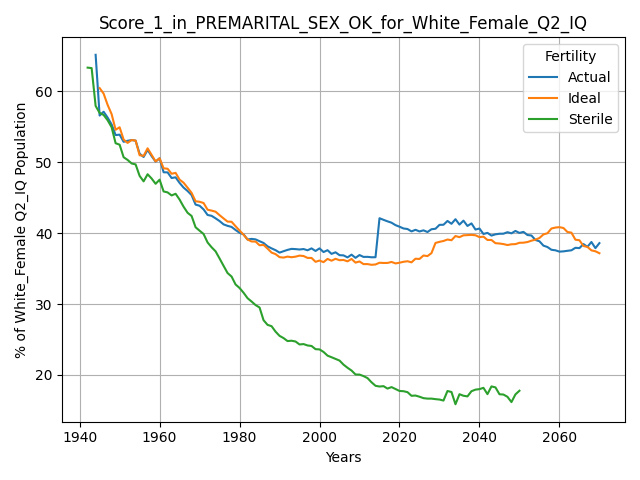 Score_1_in_PREMARITAL_SEX_OK_for_White_Female_Q2_IQ
Fertility
Actual
Ideal
Sterile
% of White_Female Q2_IQ Population
60
50
40
30
20
1940
1960
1980
2000
2020
2040
2060
Years